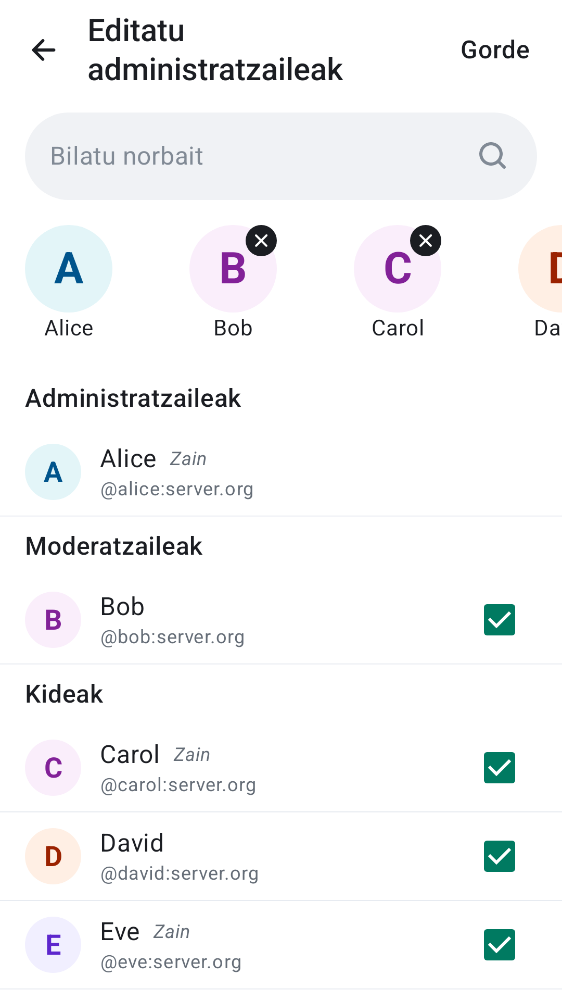 Editatu
administratzaileak
Gorde
Bilatu norbait
A
B
C
Alice
Bob
Carol
Da
Administratzaileak
A
Alice Zain
@alice:server.org
Moderatzaileak
B
Bob
@bob:server.org
Kideak
C
Carol Zain
@carol:server.org
D
David
@david:server.org
E
Eve Zain
@eve:server.org